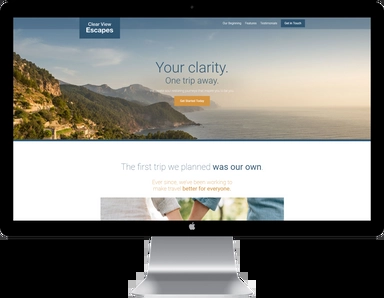 Clear View
Escapes
Our Beginning Features Testimonials Get In Touch
Your clarity.
One trip away.
Get Started Today
The first trip we planned was our own
Ever since, we've been working to
make travel better for everyone.